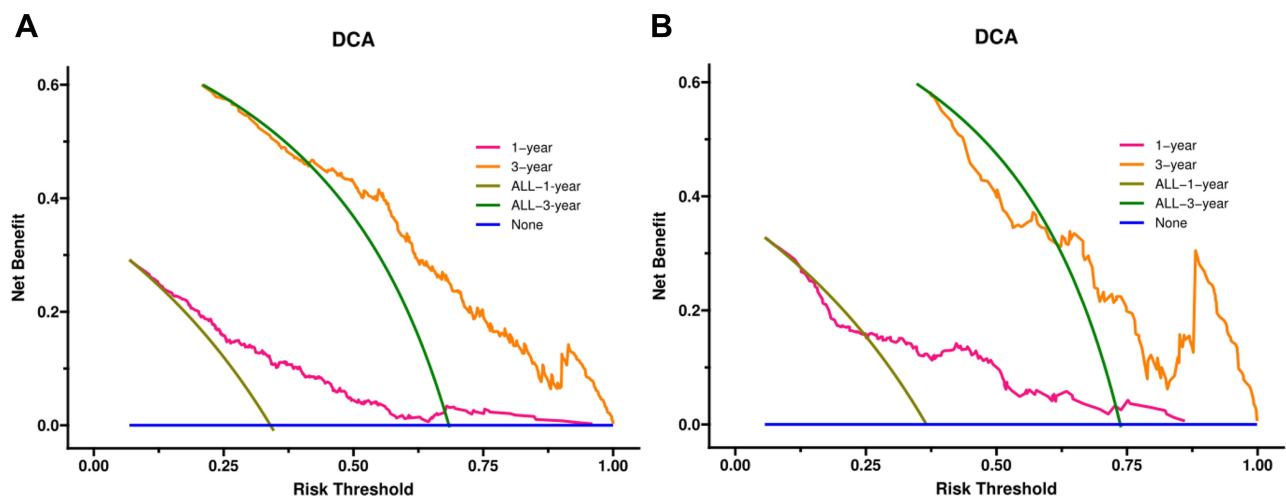 A
DCA
0.6
0.4
0.2
0.0
Net Benefit
1-year
3-year
ALL-1-year
ALL-3-year
None
0.00 0.25 0.50 0.75 1.00
Risk Threshold
B
DCA
0.6
0.4
0.2
0.0
Net Benefit
1-year
3-year
ALL-1-year
ALL-3-year
None
0.00 0.25 0.50 0.75 1.00
Risk Threshold